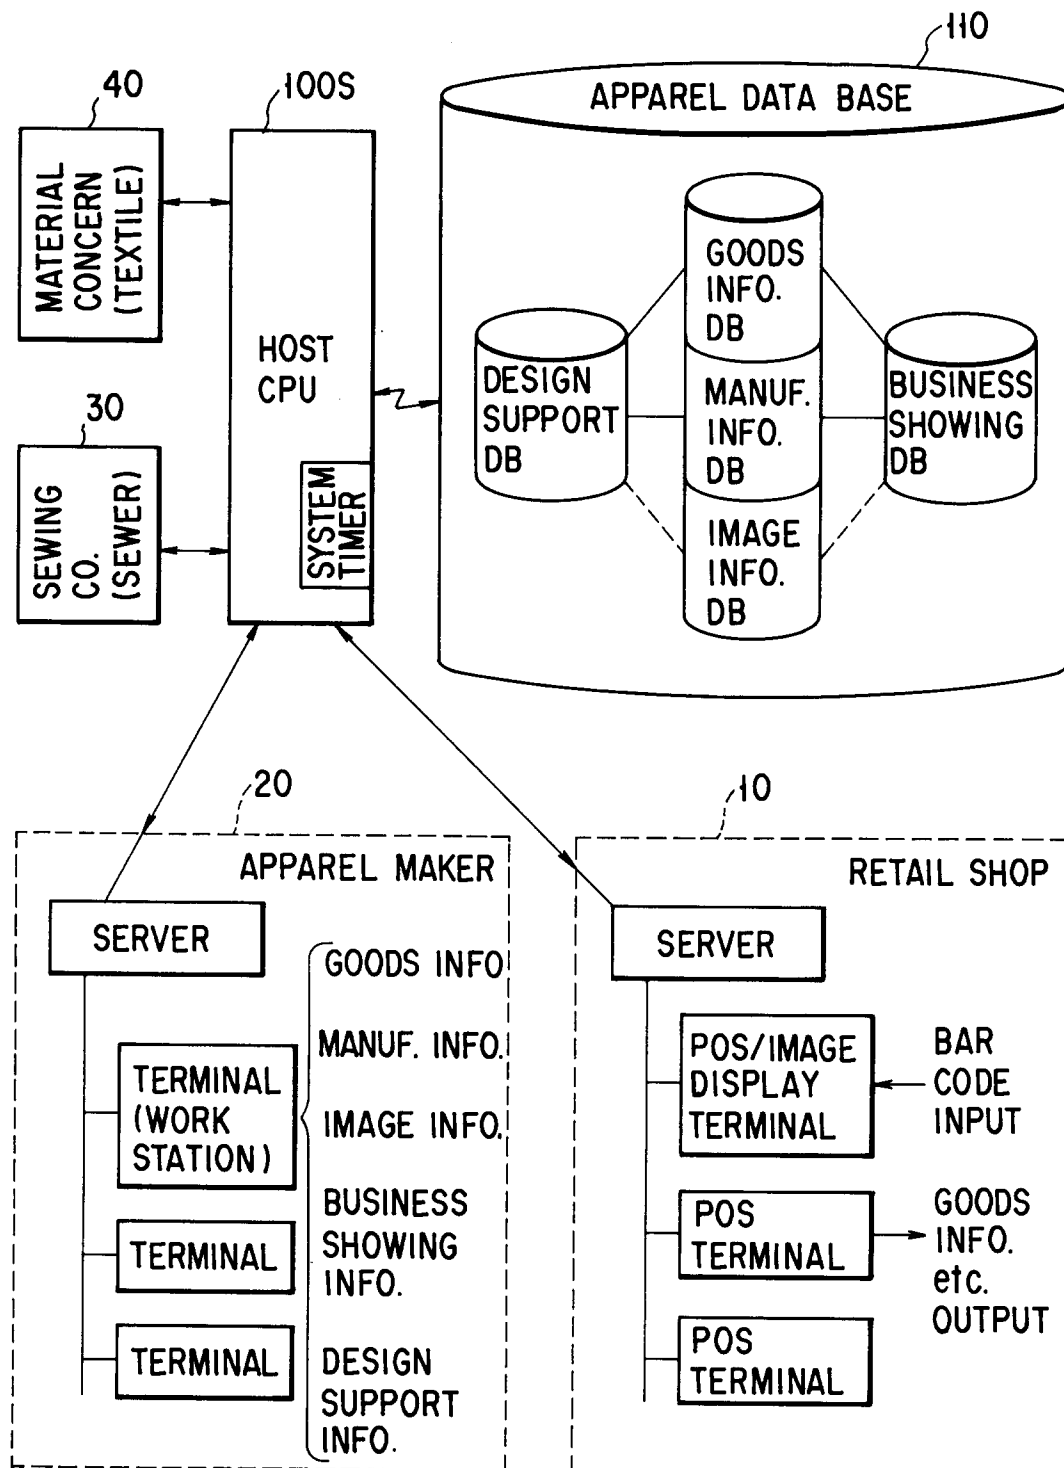 110
40
100S
APPAREL DATA BASE
MATERIAL
CONCERN
(TEXTILE)
HOST
CPU
GOODS
INFO.
DB
DESIGN
SUPPORT
DB
MANUF.
INFO.
DB
BUSINESS
SHOWING
DB
IMAGE
INFO.
DB
30
SEWING
CO.
(SEWER)
SYSTEM
TIMER
20
APPAREL MAKER
SERVER
TERMINAL
(WORK
STATION)
TERMINAL
TERMINAL
GOODS INFO
MANUF. INFO.
IMAGE INFO.
BUSINESS
SHOWING
INFO.
DESIGN
SUPPORT
INFO.
10
RETAIL SHOP
SERVER
POS/IMAGE
DISPLAY
TERMINAL
BAR
CODE
INPUT
POS
TERMINAL
GOODS
INFO.
etc.
OUTPUT
POS
TERMINAL